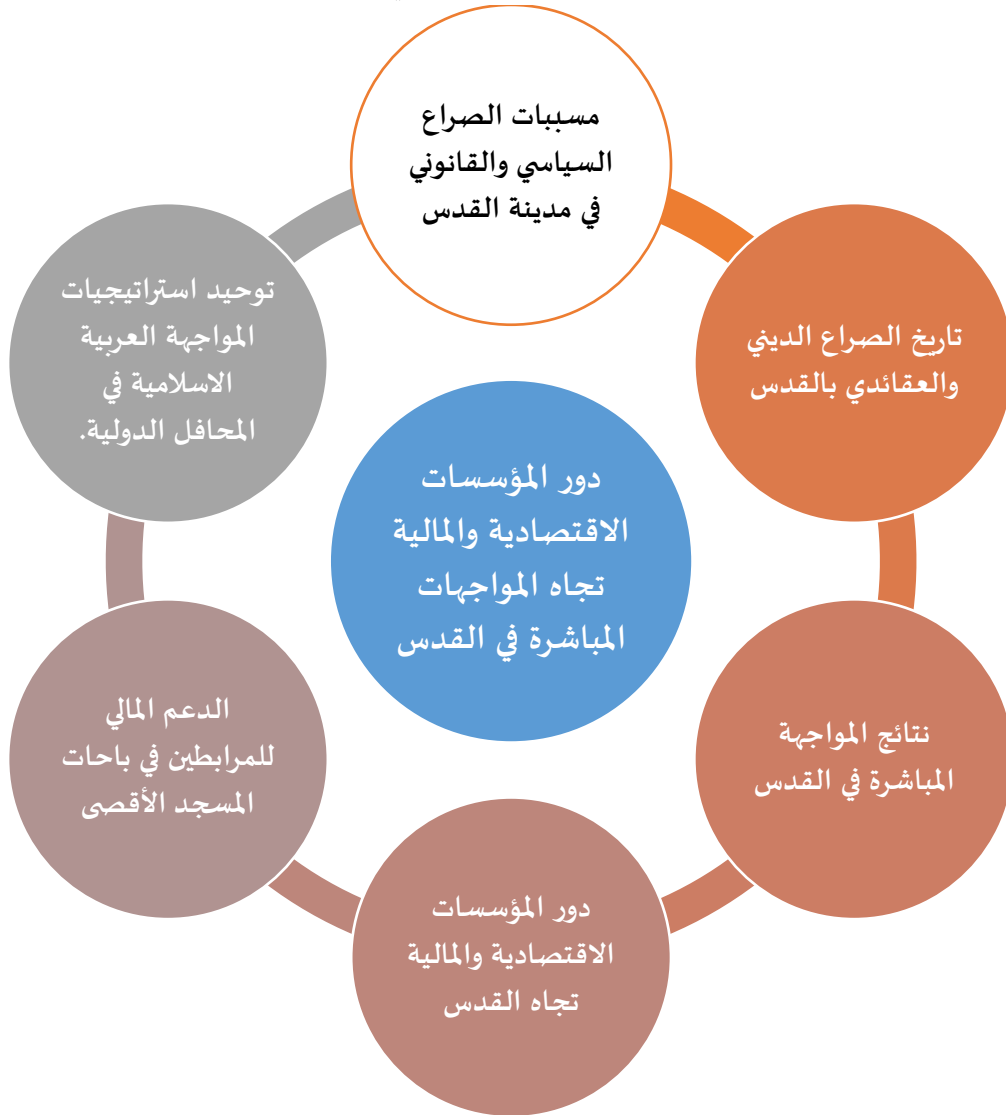 مسببات الصراع
السياسي والقانوني
في مدينة القدس
تاريخ الصراع الديني
والعقائدي بالقدس
نتائج المواجهة
المباشرة في القدس
دور المؤسسات
الاقتصادية والمالية
تجاه القدس
الدعم المالي
للمرابطين في باحات
المسجد الأقصى
توحيد استراتيجيات
المواجهة العربية
الاسلامية في
المحافل الدولية.
دور المؤسسات
الاقتصادية والمالية
تجاه المواجهات
المباشرة في القدس